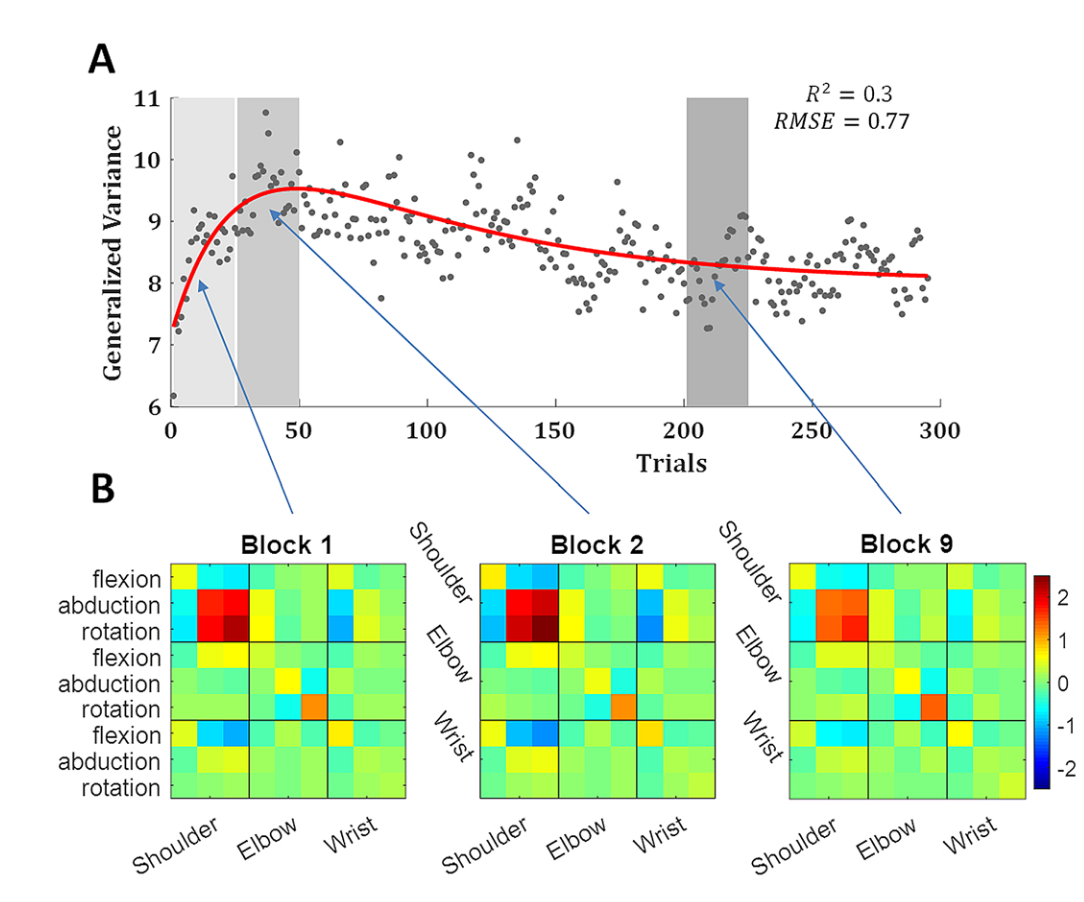 A
R² = 0.3
RMSE = 0.77
Generalized Variance
11
10
9
8
7
6
0 50 100 150 200 250 300
Trials
B
Block 1 Block 2 Block 9
flexion
abduction
rotation
flexion
abduction
rotation
flexion
abduction
rotation
Shoulder Elbow Wrist
Shoulder
Elbow
Wrist
Shoulder Elbow Wrist
Shoulder
Elbow
Wrist
Shoulder Elbow Wrist
2
1
0
-1
-2